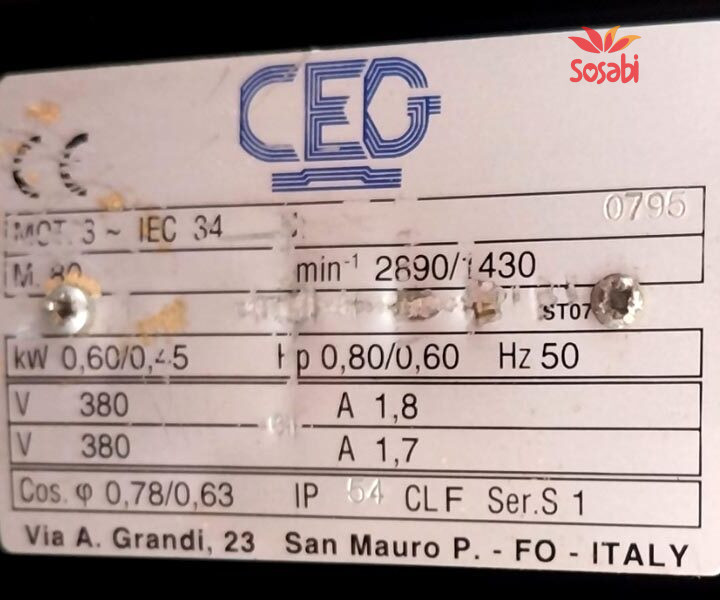 Sosabi
CEG
CE
0795
MOT. 3 ~ IEC 34
M. 80 min⁻¹ 2890/1430
ST07
kW 0,60/0,45 Hp 0,80/0,60 Hz 50
V 380 A 1,8
V 380 A 1,7
Cos. φ 0,78/0,63 IP 54 CL F Ser. S 1
Via A. Grandi, 23 San Mauro P. - FO - ITALY